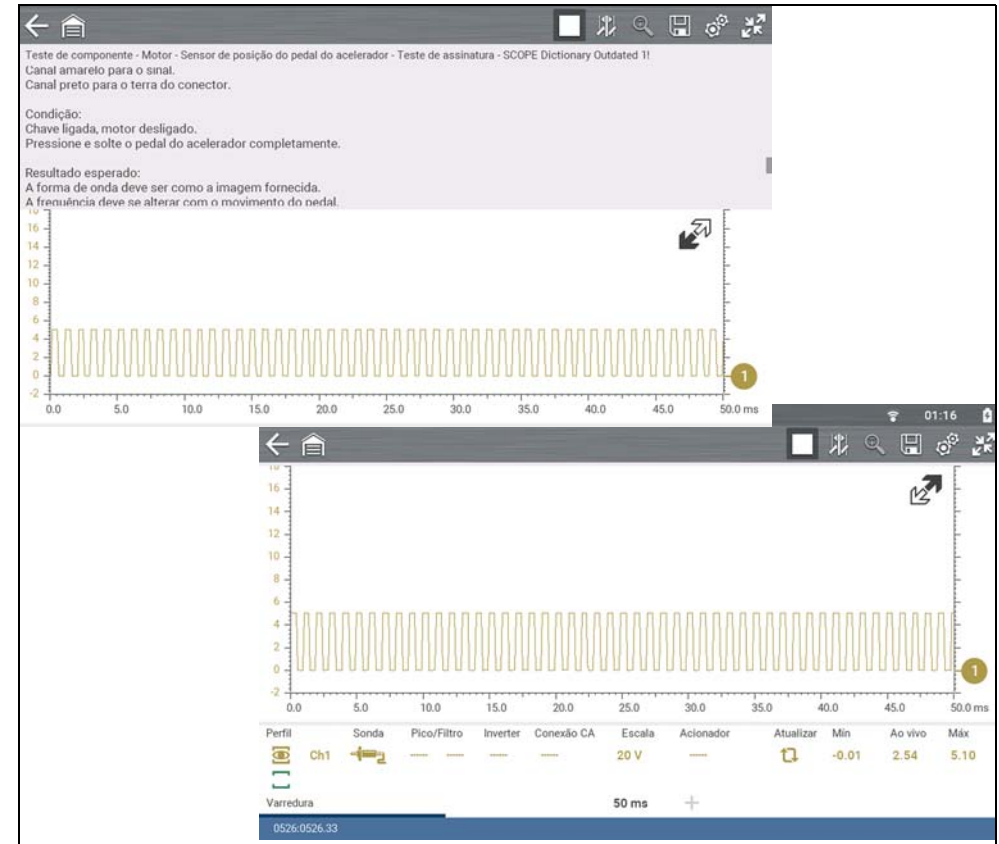 Teste de componente - Motor - Sensor de posição do pedal do acelerador - Teste de assinatura - SCOPE Dictionary Outdated 1!
Canal amarelo para o sinal.
Canal preto para o terra do conector.
Condição:
Chave ligada, motor desligado.
Pressione e solte o pedal do acelerador completamente.
Resultado esperado:
A forma de onda deve ser como a imagem fornecida.
A frequência deve se alterar com o movimento do pedal.
18
16
14
12
10
8
6
4
2
0
-2
1
0.0 5.0 10.0 15.0 20.0 25.0 30.0 35.0 40.0 45.0 50.0 ms
01:16
16
14
12
10
8
6
4
2
0
-2
1
0.0 5.0 10.0 15.0 20.0 25.0 30.0 35.0 40.0 45.0 50.0 ms
Perfil Sonda Pico/Filtro Inverter Conexão CA Escala Acionador Atualizar Mín Ao vivo Máx
Ch1 ----- ----- ----- ----- 20 V ----- -0.01 2.54 5.10
Varredura 50 ms +
0526:0526.33